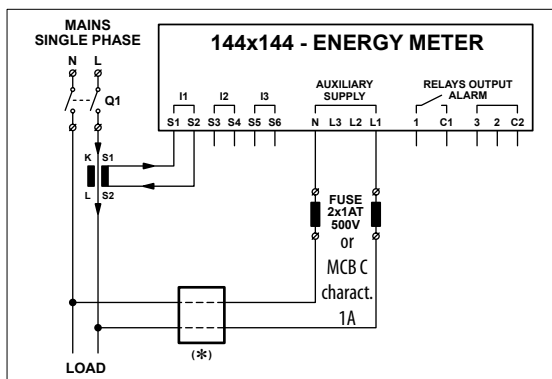 MAINS
SINGLE PHASE
144x144 - ENERGY METER
N L
Q1
I1 I2 I3
AUXILIARY
SUPPLY
RELAYS OUTPUT
ALARM
S1 S2 S3 S4 S5 S6 N L3 L2 L1 1 C1 3 2 C2
K S1
L S2
FUSE
2x1AT
500V
or
MCB C
charact.
1A
(*)
LOAD